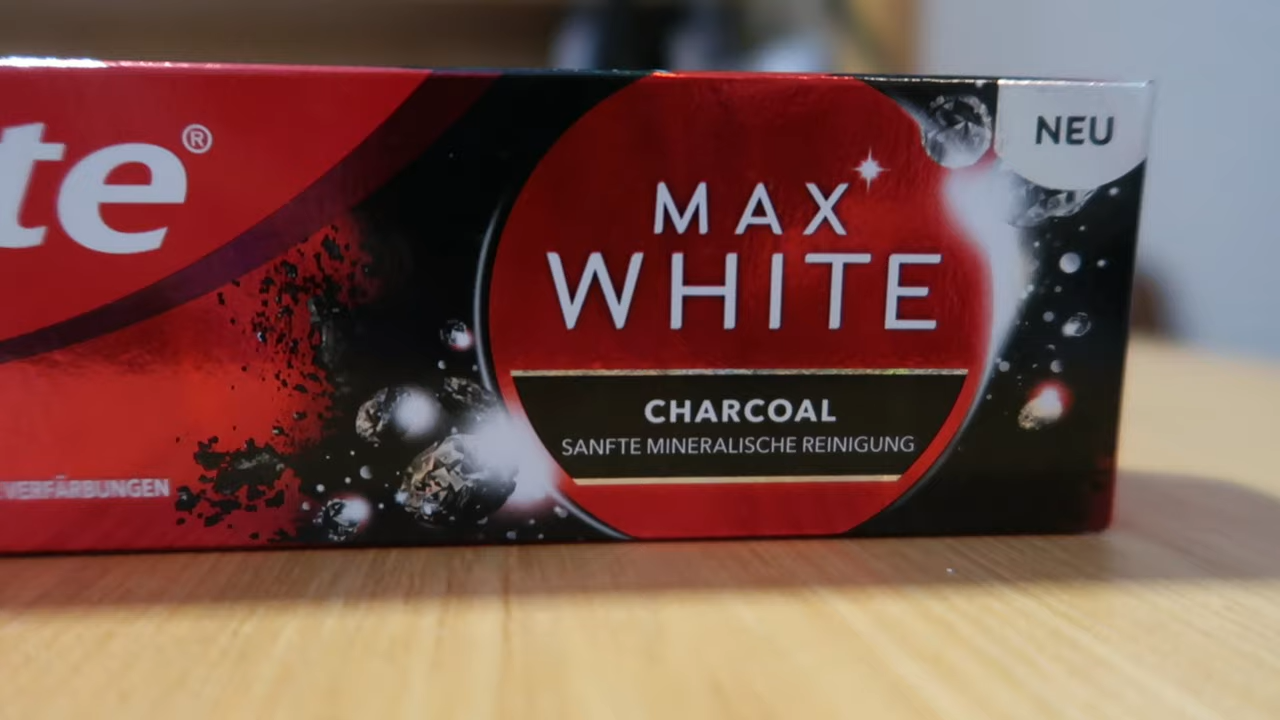 te®
NEU
MAX
WHITE
CHARCOAL
SANFTE MINERALISCHE REINIGUNG
VERFÄRBUNGEN